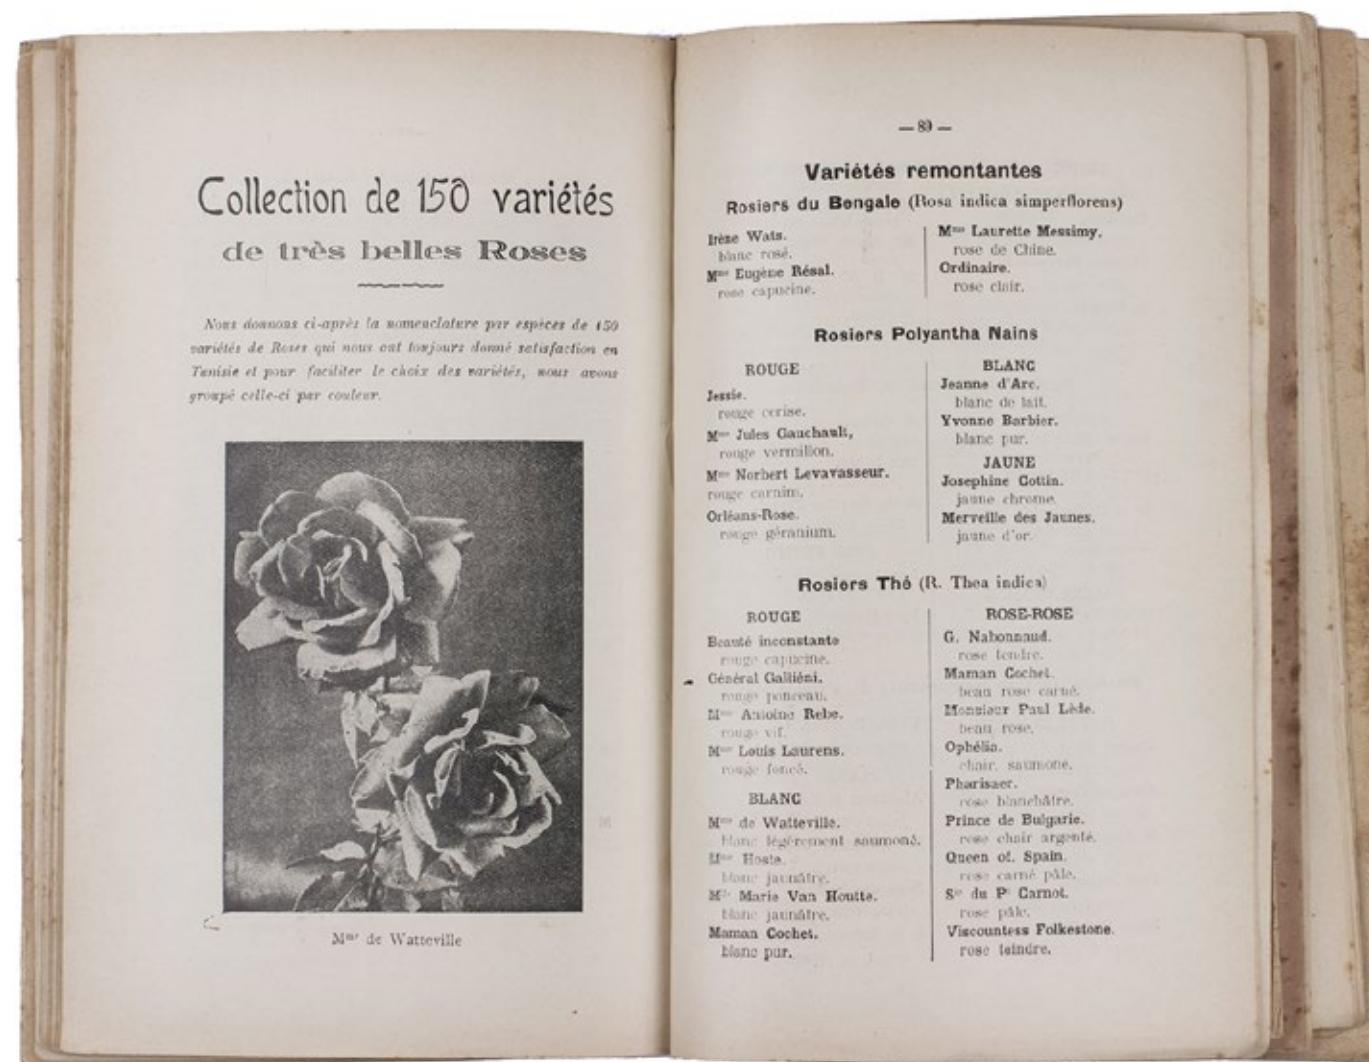 Collection de 150 variétés
de très belles Roses
Nous donnons ci-après la nomenclature par espèces de 150
variétés de Roses qui nous ont toujours donné satisfaction en
Tunisie et pour faciliter le choix des variétés, nous avons
groupé celle-ci par couleur.
Mme de Watteville
— 89 —
Variétés remontantes
Rosiers du Bengale (Rosa indica simperflorens)
Irène Wats.
blanc rosé.
Mme Eugène Résal.
rose capucine.
Mme Laurette Messimy.
rose de Chine.
Ordinaire.
rose clair.
Rosiers Polyantha Nains
ROUGE
Jessie.
rouge cerise.
Mme Jules Gauchault,
rouge vermillon.
Mme Norbert Levavasseur.
rouge carnim.
Orléans-Rose.
rouge géranium.
BLANC
Jeanne d'Arc.
blanc de lait.
Yvonne Barbier.
blanc pur.
JAUNE
Josephine Cottin.
jaune chrome.
Merveille des Jaunes.
jaune d'or.
Rosiers Thé (R. Thea indica)
ROUGE
Beauté inconstante
rouge capucine.
Général Galliéni.
rouge ponceau.
Mme Antoine Rebe.
rouge vif.
Mme Louis Laurens.
rouge foncé.
BLANC
Mme de Watteville.
blanc légèrement saumoné.
Mme Hoste.
blanc jaunâtre.
Marie Van Houtte.
blanc jaunâtre.
Maman Cochet.
blanc pur.
ROSE-ROSE
G. Nabonnaud.
rose tendre.
Maman Cochet.
beau rose carné.
Monsieur Paul Lède.
beau rose.
Ophélia.
chair, saumoné.
Pharisaer.
rose blanchâtre.
Prince de Bulgarie.
rose chair argenté.
Queen of. Spain.
rose carné pâle.
du Pt Carnot.
rose pâle.
Viscountess Folkestone.
rose teindre.